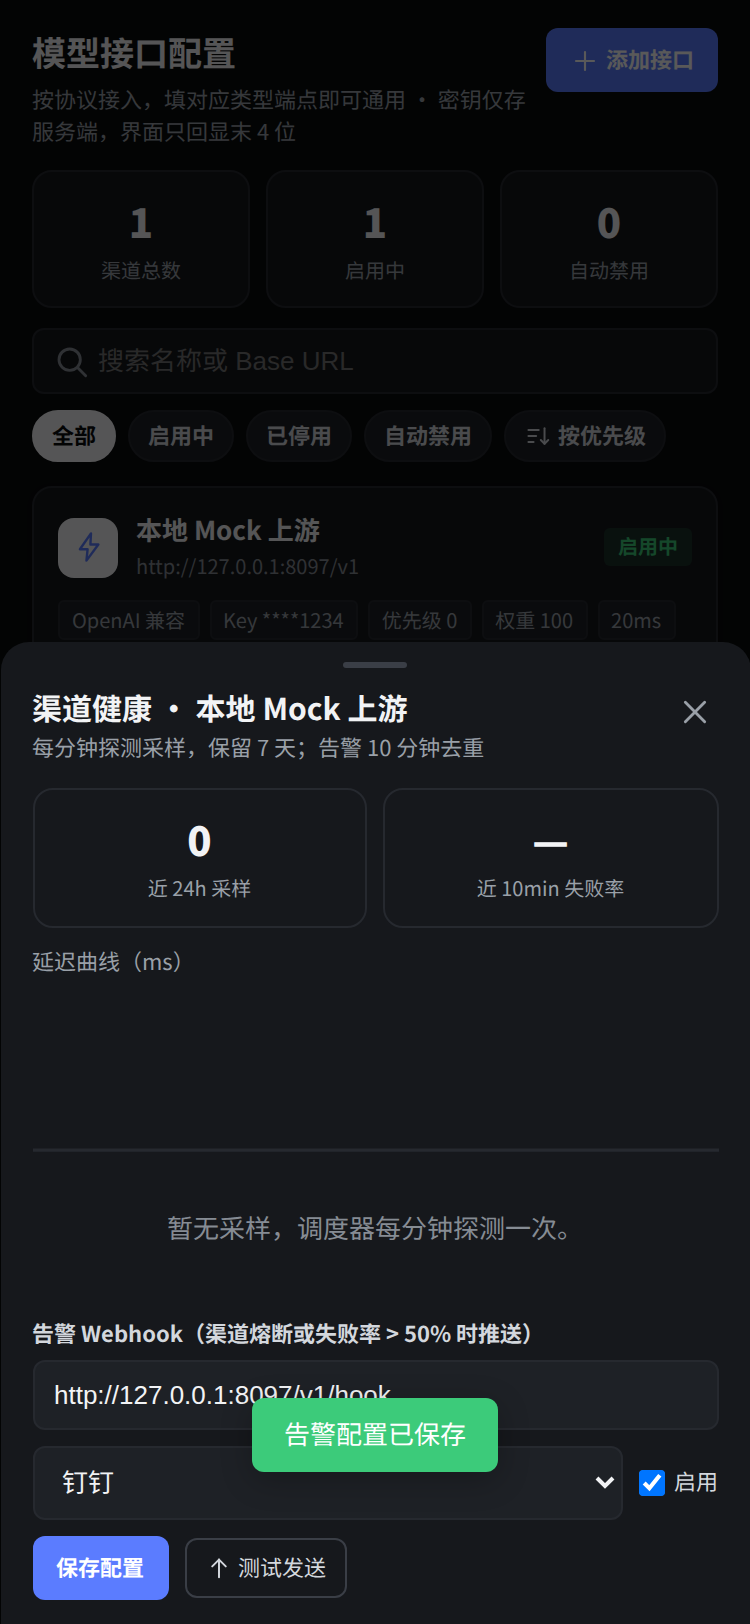 模型接口配置
添加接口
按协议接入，填对应类型端点即可通用 · 密钥仅存
服务端，界面只回显末 4 位
1
渠道总数
1
启用中
0
自动禁用
搜索名称或 Base URL
全部
启用中
已停用
自动禁用
按优先级
本地 Mock 上游
http://127.0.0.1:8097/v1
启用中
OpenAI 兼容
Key ****1234
优先级 0
权重 100
20ms
渠道健康 · 本地 Mock 上游
每分钟探测采样，保留 7 天；告警 10 分钟去重
0
近 24h 采样
—
近 10min 失败率
延迟曲线（ms）
暂无采样，调度器每分钟探测一次。
告警 Webhook（渠道熔断或失败率 > 50% 时推送）
http://127.0.0.1:8097/v1/hook
告警配置已保存
钉钉
启用
保存配置
测试发送